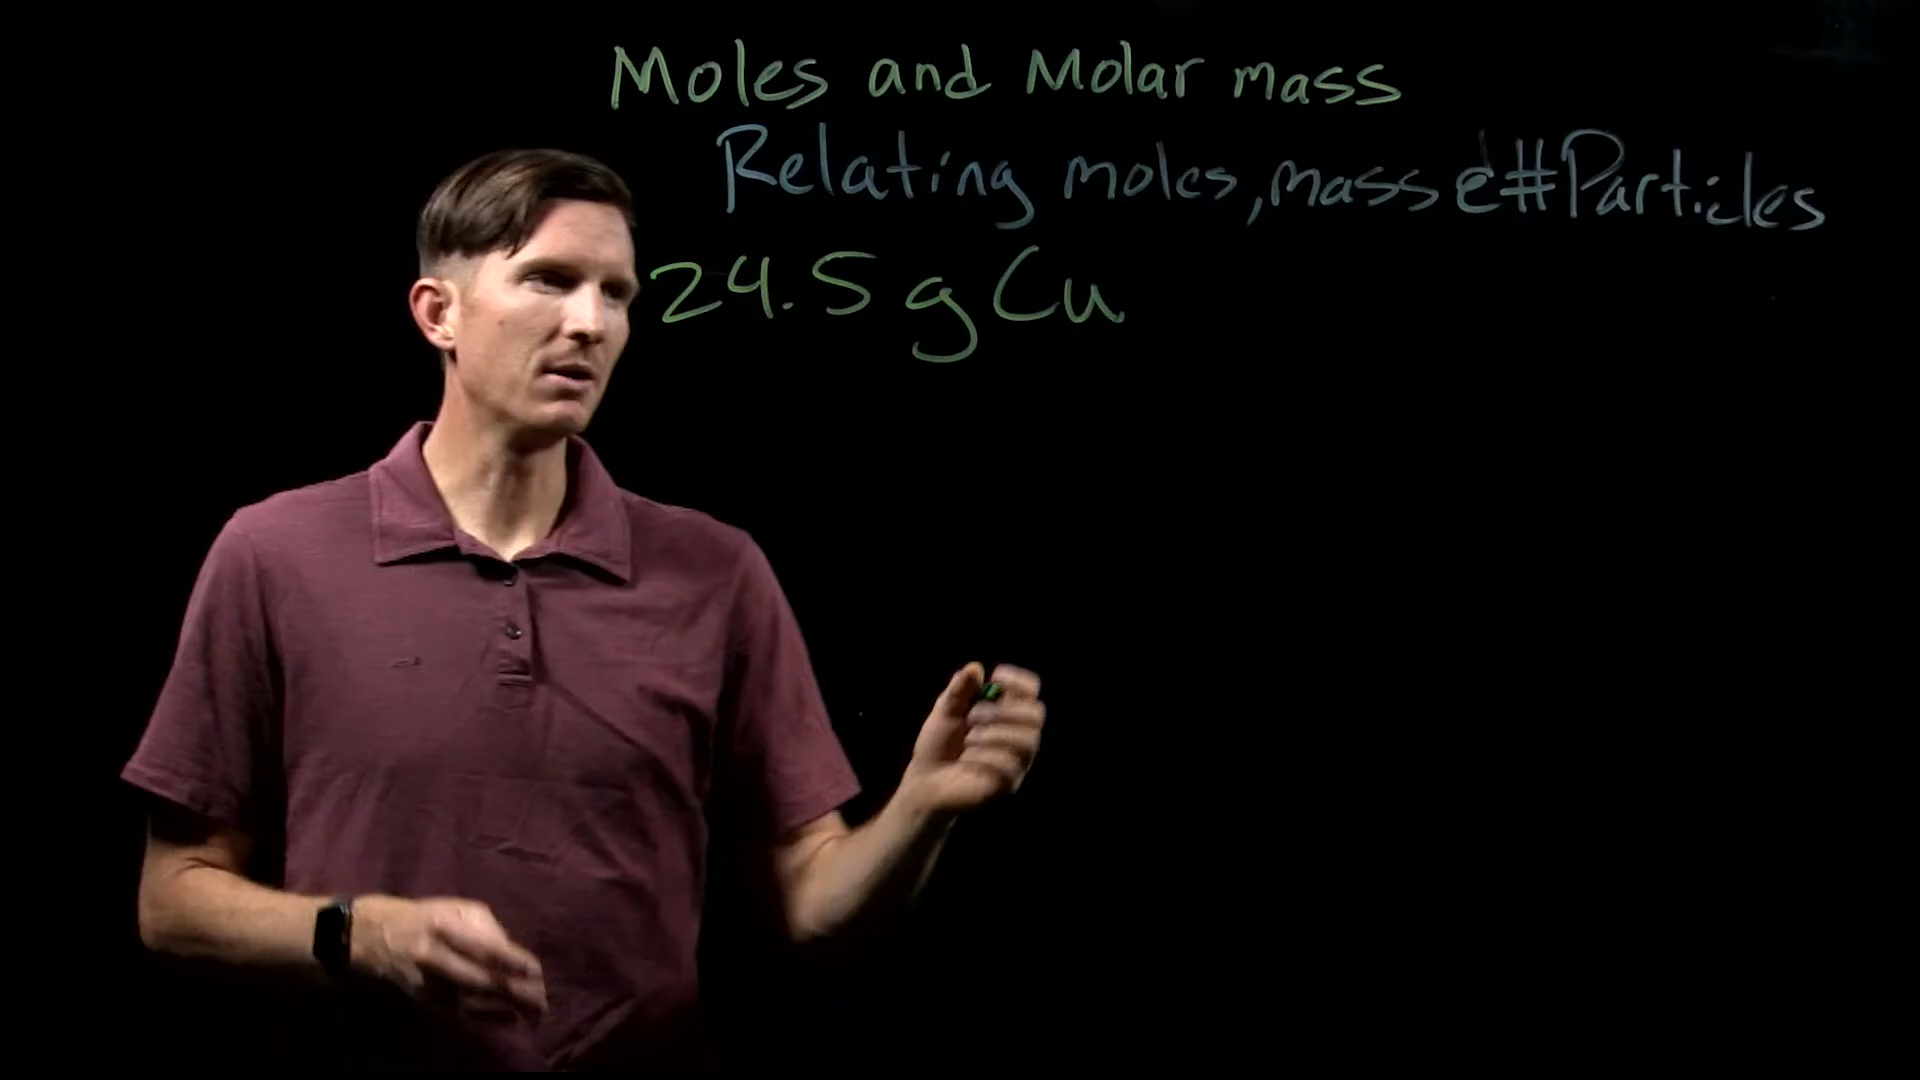 Moles and Molar mass
Relating moles, mass & # Particles
24.5 g Cu